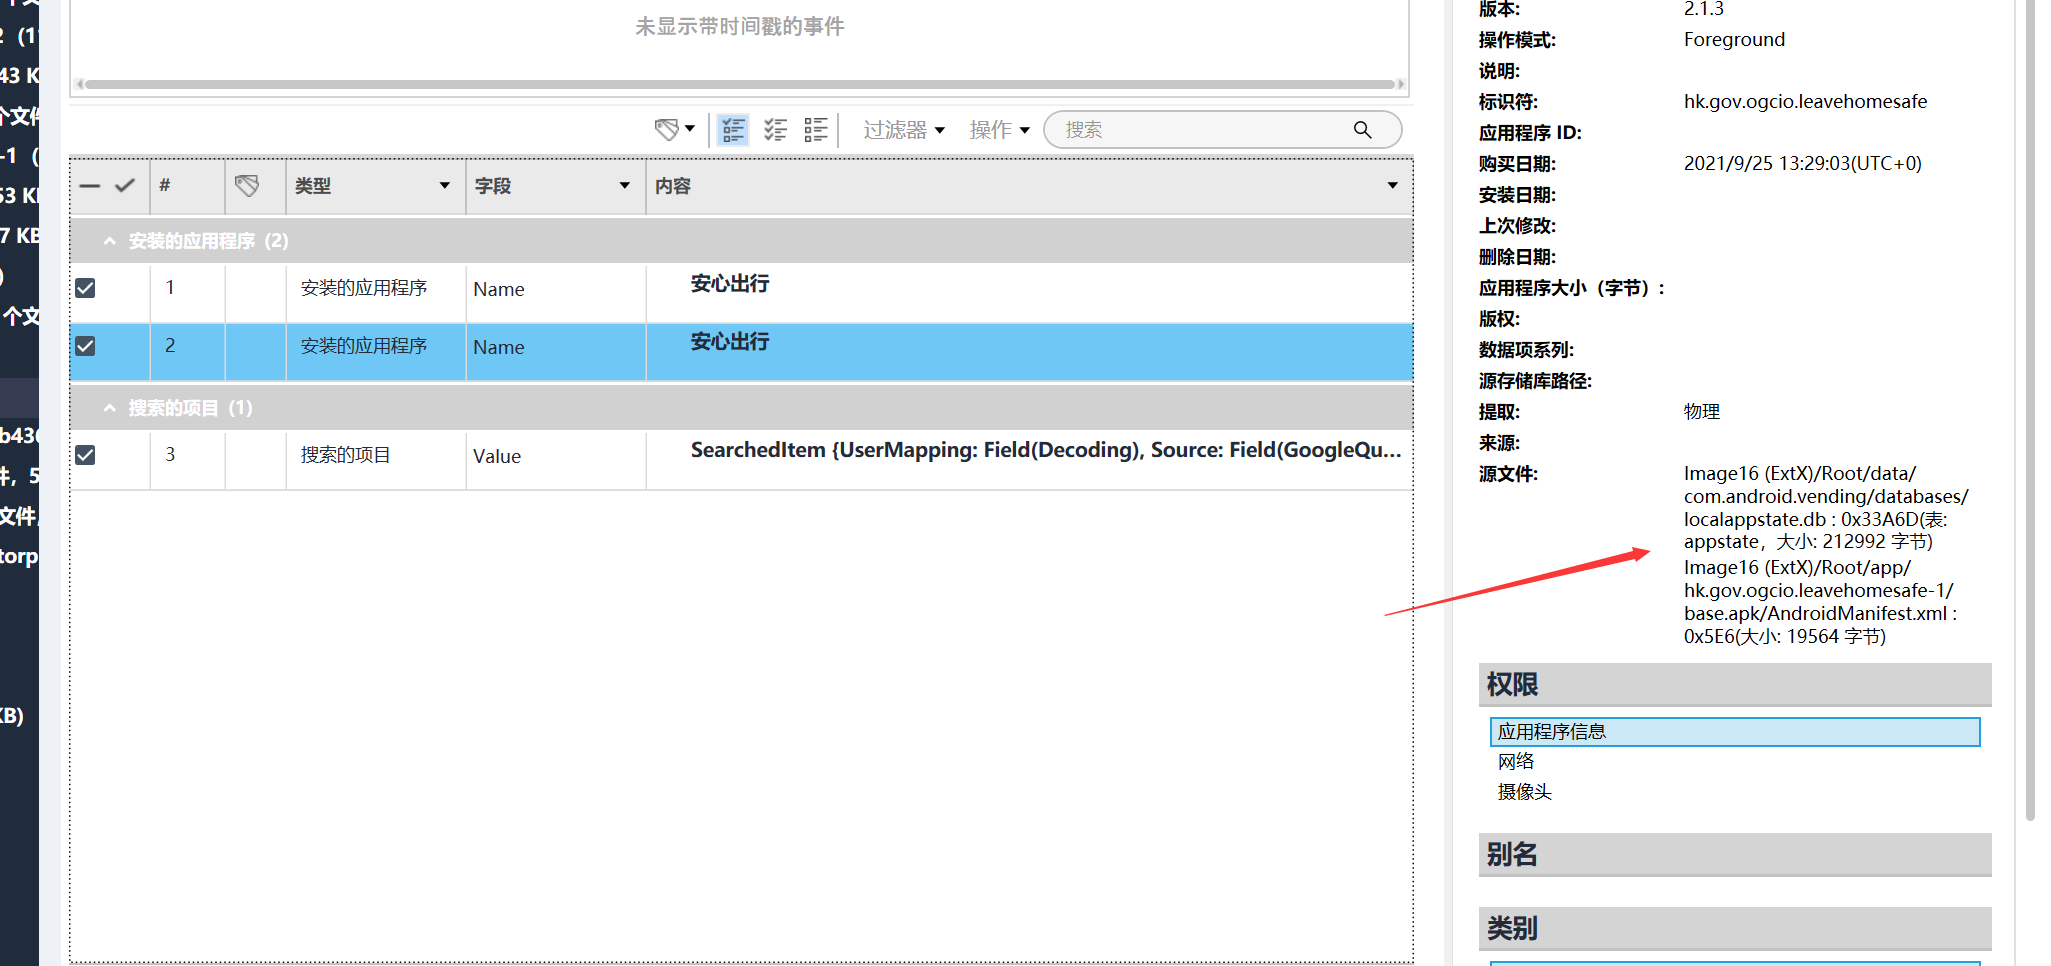 2（1
43 K
个文件
-1（
53 KB
7 KB
)
个文
b436
件，5
文件,
torp
KB)
未显示带时间戳的事件
过滤器
操作
搜索
#
类型
字段
内容
安装的应用程序 (2)
1
安装的应用程序
Name
安心出行
2
安装的应用程序
Name
安心出行
搜索的项目 (1)
3
搜索的项目
Value
SearchedItem {UserMapping: Field(Decoding), Source: Field(GoogleQu...
版本:
2.1.3
操作模式:
Foreground
说明:
标识符:
hk.gov.ogcio.leavehomesafe
应用程序 ID:
购买日期:
2021/9/25 13:29:03(UTC+0)
安装日期:
上次修改:
删除日期:
应用程序大小（字节）:
版权:
数据项系列:
源存储库路径:
提取:
物理
来源:
源文件:
Image16 (ExtX)/Root/data/
com.android.vending/databases/
localappstate.db : 0x33A6D(表:
appstate，大小: 212992 字节)
Image16 (ExtX)/Root/app/
hk.gov.ogcio.leavehomesafe-1/
base.apk/AndroidManifest.xml :
0x5E6(大小: 19564 字节)
权限
应用程序信息
网络
摄像头
别名
类别